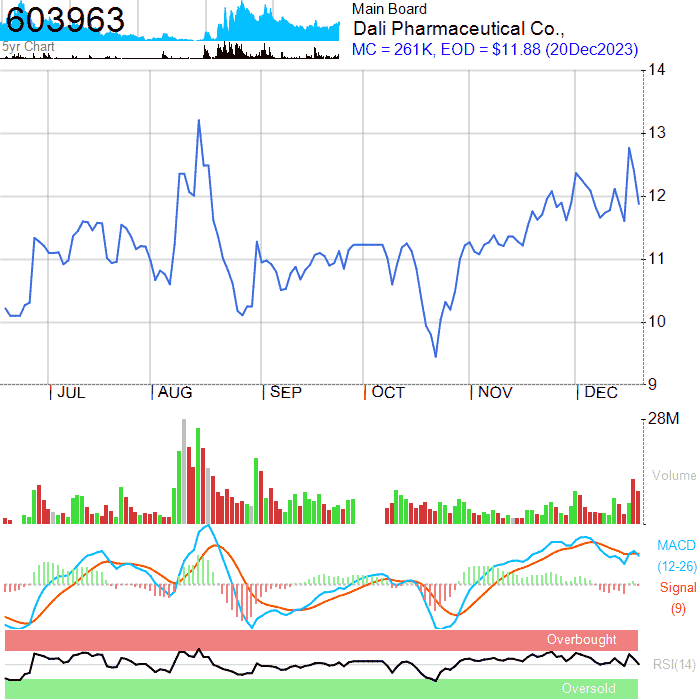 603963
5yr Chart
Main Board
Dali Pharmaceutical Co.,
MC = 261K, EOD = $11.88 (20Dec2023)
14
13
12
11
10
9
JUL AUG SEP OCT NOV DEC
28M
Volume
MACD
(12-26)
Signal
(9)
Overbought
RSI(14)
Oversold